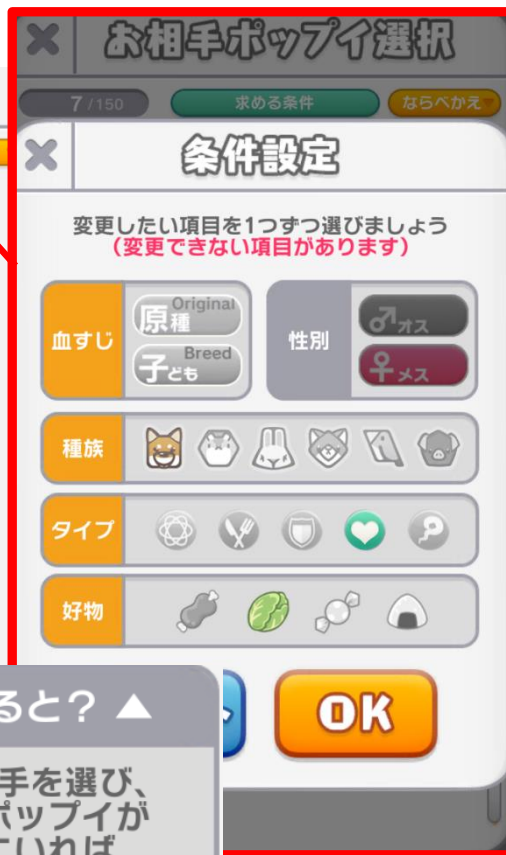 お相手ポップイ選択
7/150
求める条件
ならべかえ
条件設定
変更したい項目を1つずつ選びましょう
(変更できない項目があります)
血すじ
原種 Original
子ども Breed
性別
♂オス
♀メス
種族
タイプ
好物
OK
ると? ▲
手を選び、
ポップイが
ていれば